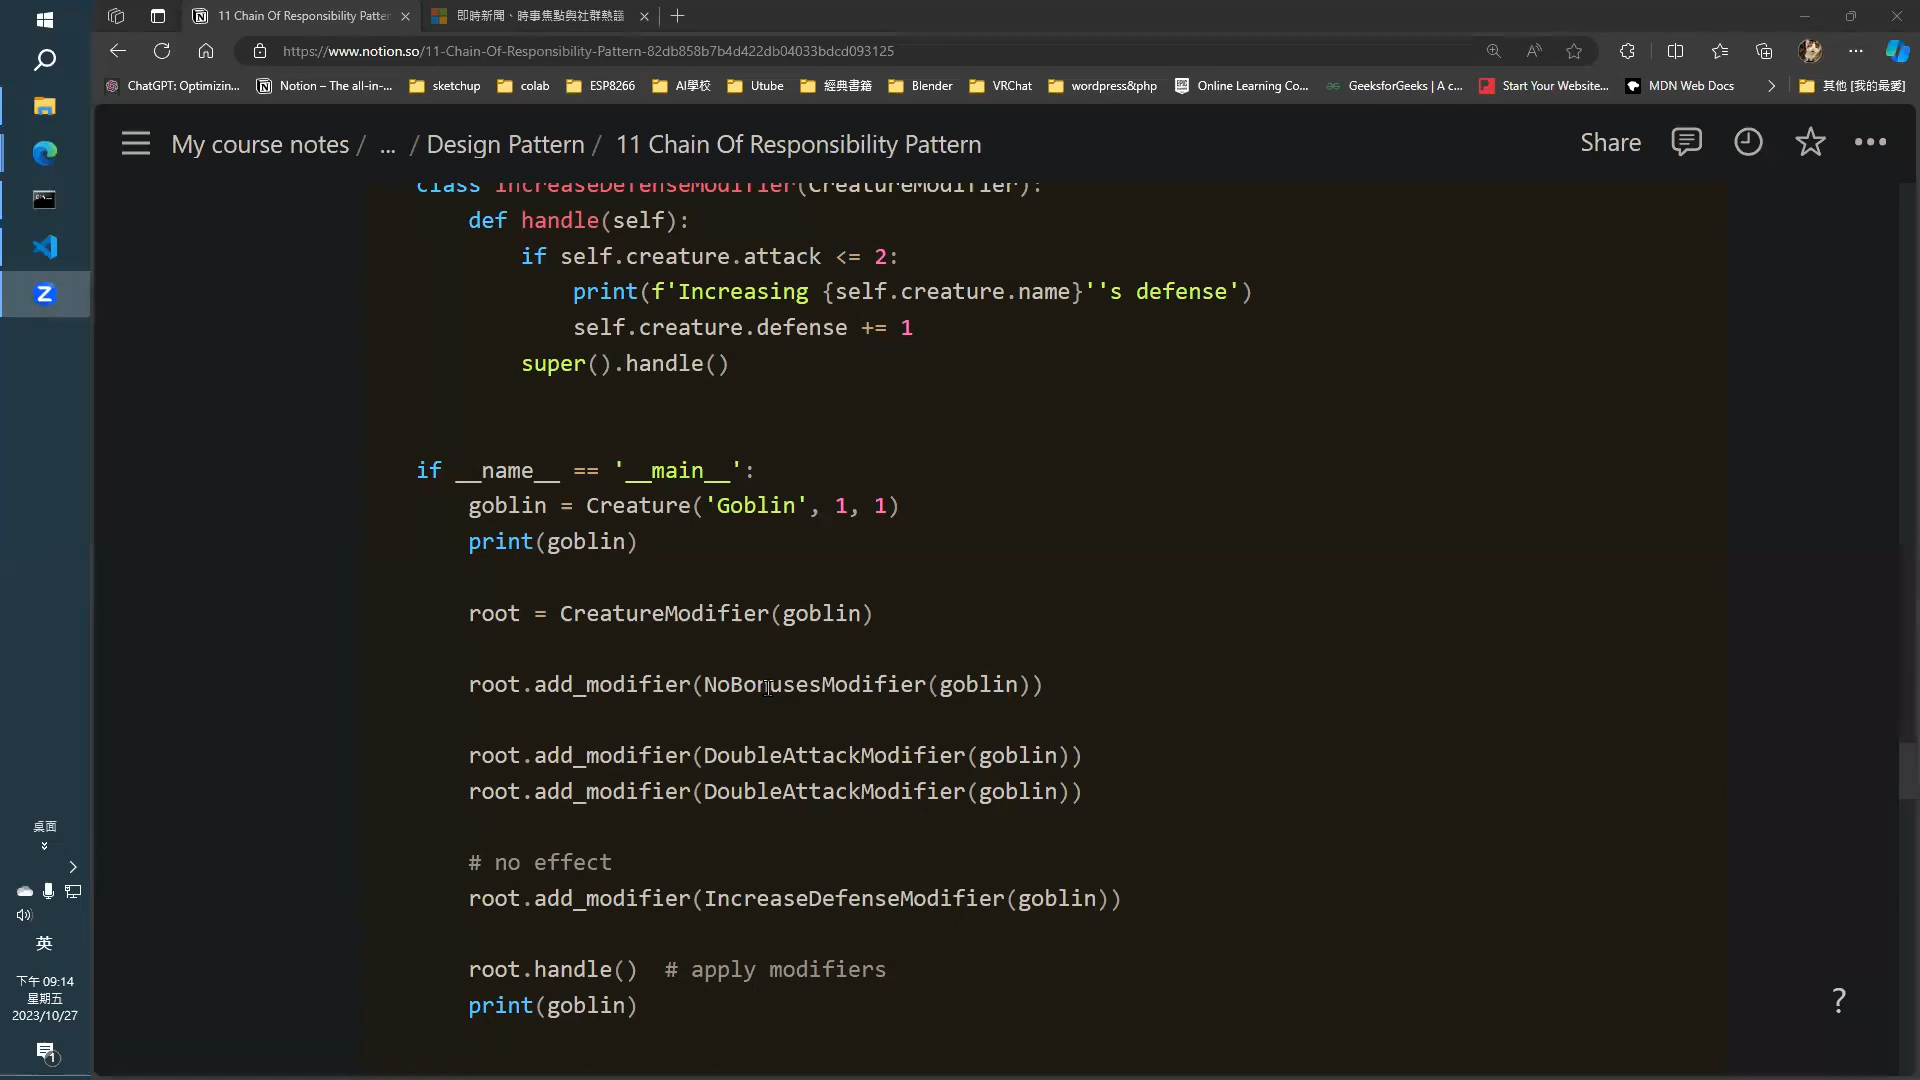 11 Chain Of Responsibility Patter
即時新聞、時事焦點與社群熱議
https://www.notion.so/11-Chain-Of-Responsibility-Pattern-82db858b7b4d422db04033bdcd093125
ChatGPT: Optimizin...
Notion – The all-in-...
sketchup
colab
ESP8266
AI學校
Utube
經典書籍
Blender
VRChat
wordpress&php
Online Learning Co...
GeeksforGeeks | A c...
Start Your Website...
MDN Web Docs
其他 [我的最愛]
My course notes / ... / Design Pattern / 11 Chain Of Responsibility Pattern
Share
class IncreaseDefenseModifier(CreatureModifier):
def handle(self):
if self.creature.attack <= 2:
print(f'Increasing {self.creature.name}''s defense')
self.creature.defense += 1
super().handle()
if __name__ == '__main__':
goblin = Creature('Goblin', 1, 1)
print(goblin)
root = CreatureModifier(goblin)
root.add_modifier(NoBonusesModifier(goblin))
root.add_modifier(DoubleAttackModifier(goblin))
root.add_modifier(DoubleAttackModifier(goblin))
# no effect
root.add_modifier(IncreaseDefenseModifier(goblin))
root.handle() # apply modifiers
print(goblin)
?
桌面
英
下午 09:14
星期五
2023/10/27
1